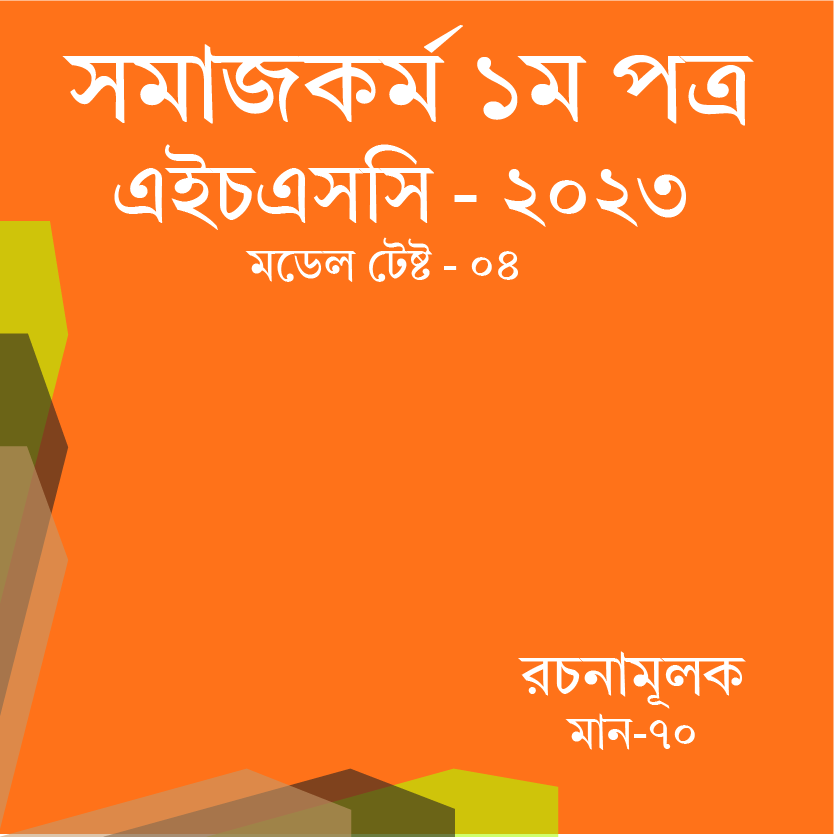 সমাজকর্ম ১ম পত্র
এইচএসসি - ২০২৩
মডেল টেষ্ট - ০৪
রচনামূলক
মান-৭০